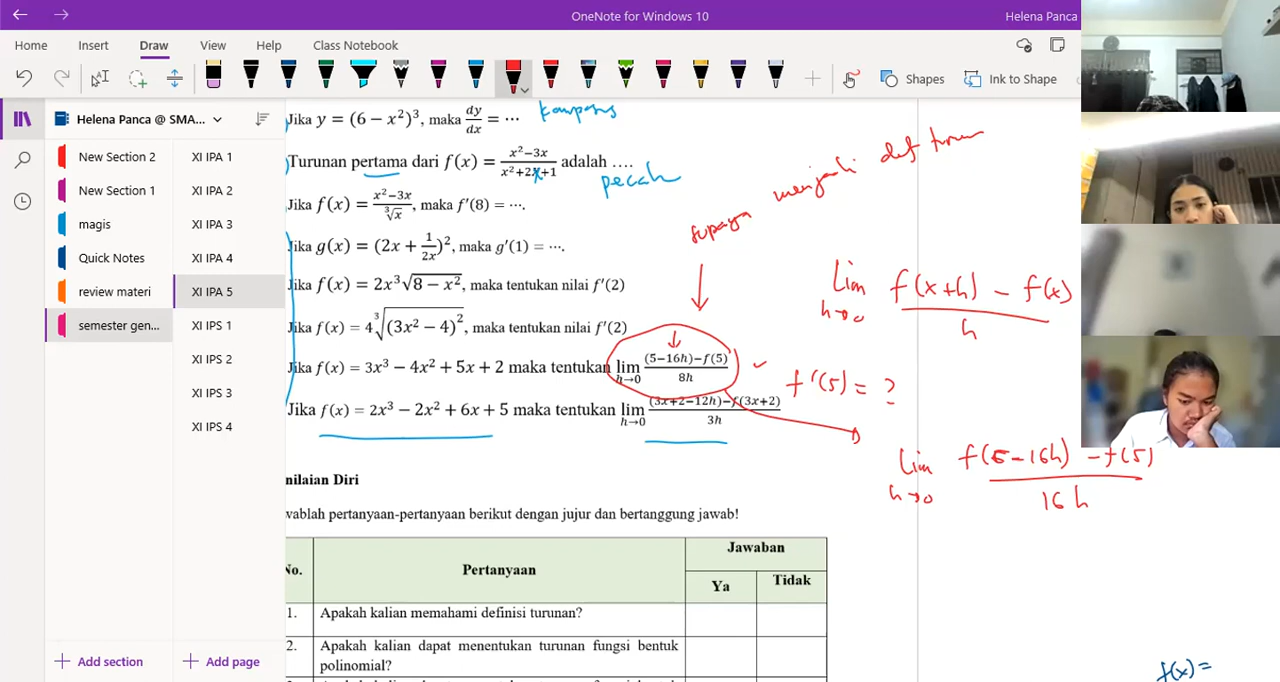 OneNote for Windows 10
Helena Panca
Home Insert Draw View Help Class Notebook
Shapes Ink to Shape
Helena Panca @ SMA...
New Section 2
New Section 1
magis
Quick Notes
review materi
semester gen...
Add section
XI IPA 1
XI IPA 2
XI IPA 3
XI IPA 4
XI IPA 5
XI IPS 1
XI IPS 2
XI IPS 3
XI IPS 4
Add page
Jika y = (6 − x²)³, maka dy/dx = ⋯
Turunan pertama dari f(x) = (x²−3x)/(x²+2x+1) adalah ….
pecah
Jika f(x) = (x²−3x)/∛x, maka f′(8) = ⋯.
Jika g(x) = (2x + 1/2x)², maka g′(1) = ⋯.
Jika f(x) = 2x³√(8 − x²), maka tentukan nilai f′(2)
Jika f(x) = 4∛((3x² − 4)²), maka tentukan nilai f′(2)
Jika f(x) = 3x³ − 4x² + 5x + 2 maka tentukan lim h→0 ((5−16h)−f(5))/8h
Jika f(x) = 2x³ − 2x² + 6x + 5 maka tentukan lim h→0 ((3x+2−12h)−f(3x+2))/3h
supaya menjadi def turun
Lim h→0 (f(x+h) − f(x))/h
f'(5) = ?
Lim h→0 (f(5−16h) − f(5))/16h
f(x) =
nilaian Diri
wablah pertanyaan-pertanyaan berikut dengan jujur dan bertanggung jawab!
No. Pertanyaan Jawaban
Ya Tidak
1. Apakah kalian memahami definisi turunan?
2. Apakah kalian dapat menentukan turunan fungsi bentuk
polinomial?